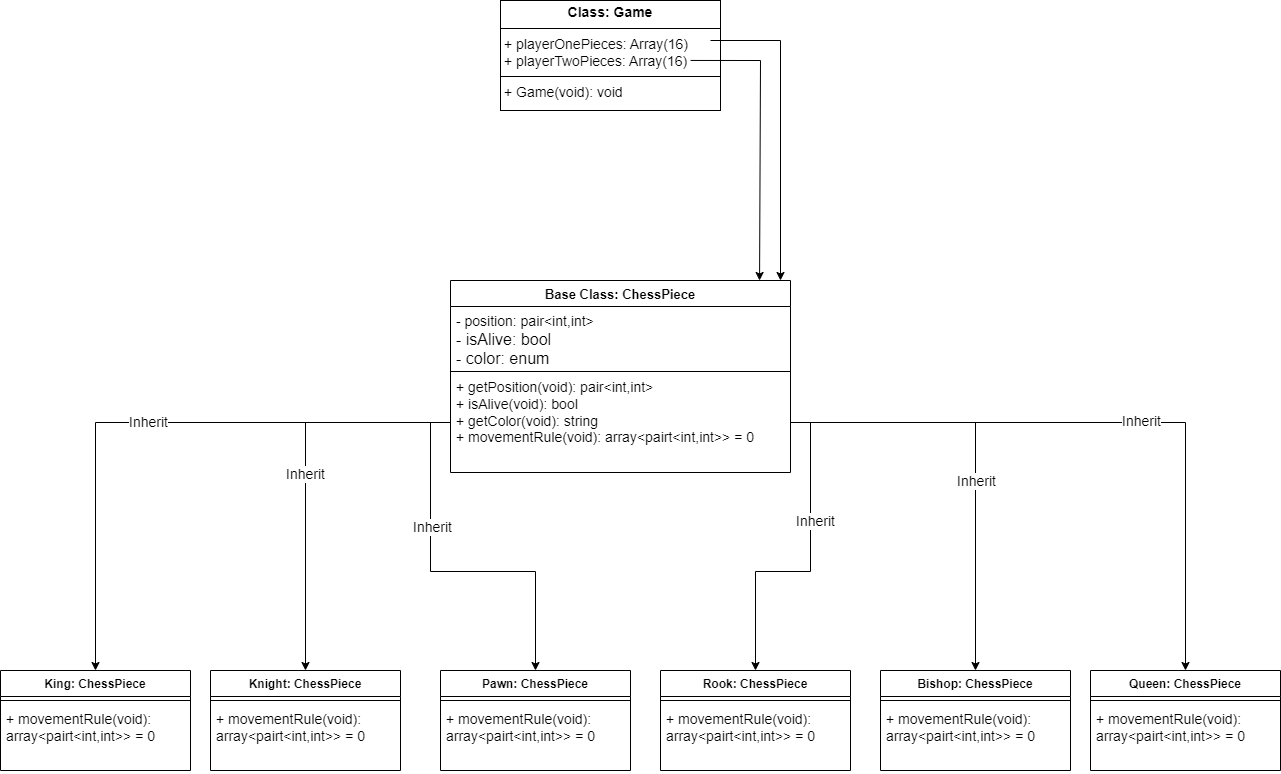 Class: Game
+ playerOnePieces: Array(16)
+ playerTwoPieces: Array(16)
+ Game(void): void
Base Class: ChessPiece
- position: pair<int,int>
- isAlive: bool
- color: enum
+ getPosition(void): pair<int,int>
+ isAlive(void): bool
+ getColor(void): string
+ movementRule(void): array<pairt<int,int>> = 0
Inherit
Inherit
Inherit
Inherit
Inherit
Inherit
King: ChessPiece
+ movementRule(void):
array<pairt<int,int>> = 0
Knight: ChessPiece
+ movementRule(void):
array<pairt<int,int>> = 0
Pawn: ChessPiece
+ movementRule(void):
array<pairt<int,int>> = 0
Rook: ChessPiece
+ movementRule(void):
array<pairt<int,int>> = 0
Bishop: ChessPiece
+ movementRule(void):
array<pairt<int,int>> = 0
Queen: ChessPiece
+ movementRule(void):
array<pairt<int,int>> = 0